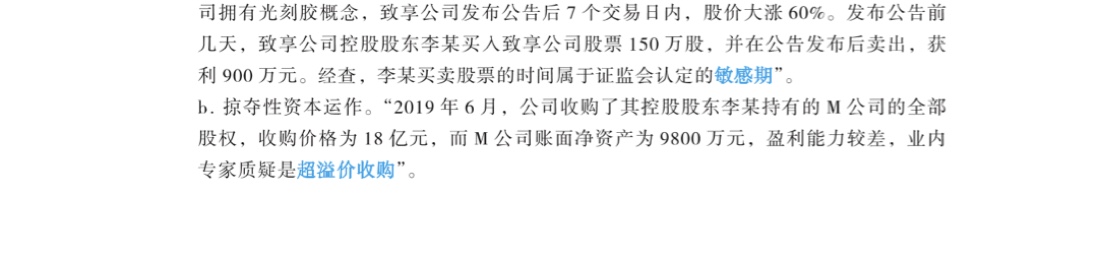 司拥有光刻胶概念，致享公司发布公告后 7 个交易日内，股价大涨 60%。发布公告前
几天，致享公司控股股东李某买入致享公司股票 150 万股，并在公告发布后卖出，获
利 900 万元。经查，李某买卖股票的时间属于证监会认定的敏感期”。
b. 掠夺性资本运作。“2019 年 6 月，公司收购了其控股股东李某持有的 M 公司的全部
股权，收购价格为 18 亿元，而 M 公司账面净资产为 9800 万元，盈利能力较差，业内
专家质疑是超溢价收购”。